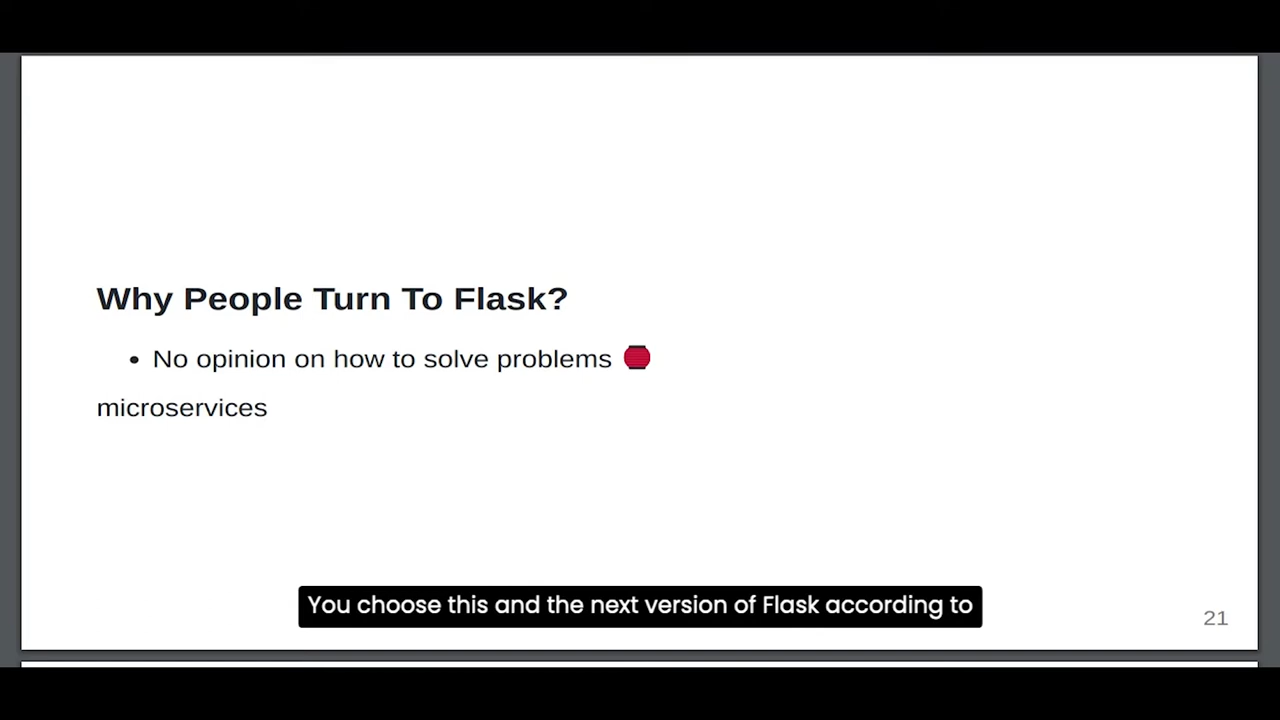 Why People Turn To Flask?
• No opinion on how to solve problems
microservices
You choose this and the next version of Flask according to
21